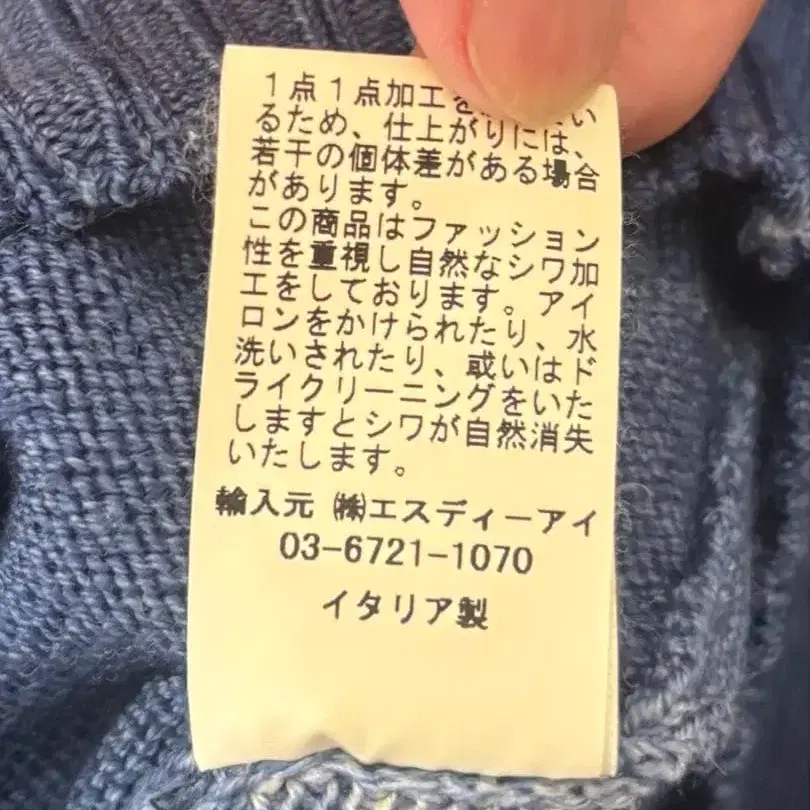 １点１点加工を い
るため、仕上がりには、
若干の個体差がある場合
があります。
この商品はファッション
性を重視し自然なシワ加
工をしております。アイ
ロンをかけられたり、水
洗いされたり、或いはド
ライクリーニングをいた
しますとシワが自然消失
いたします。
輸入元 ㈱エスディーアイ
03-6721-1070
イタリア製